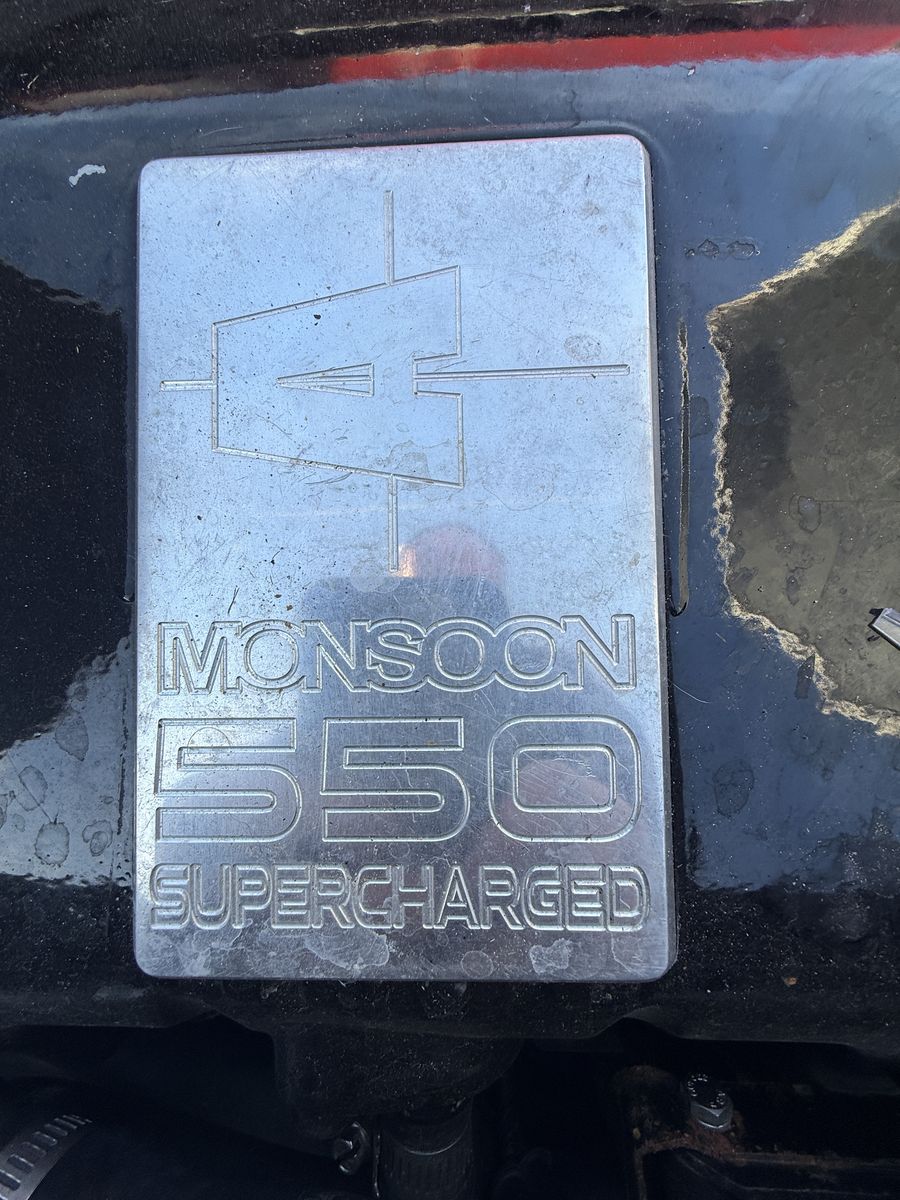 A
MONSOON
550
SUPERCHARGED